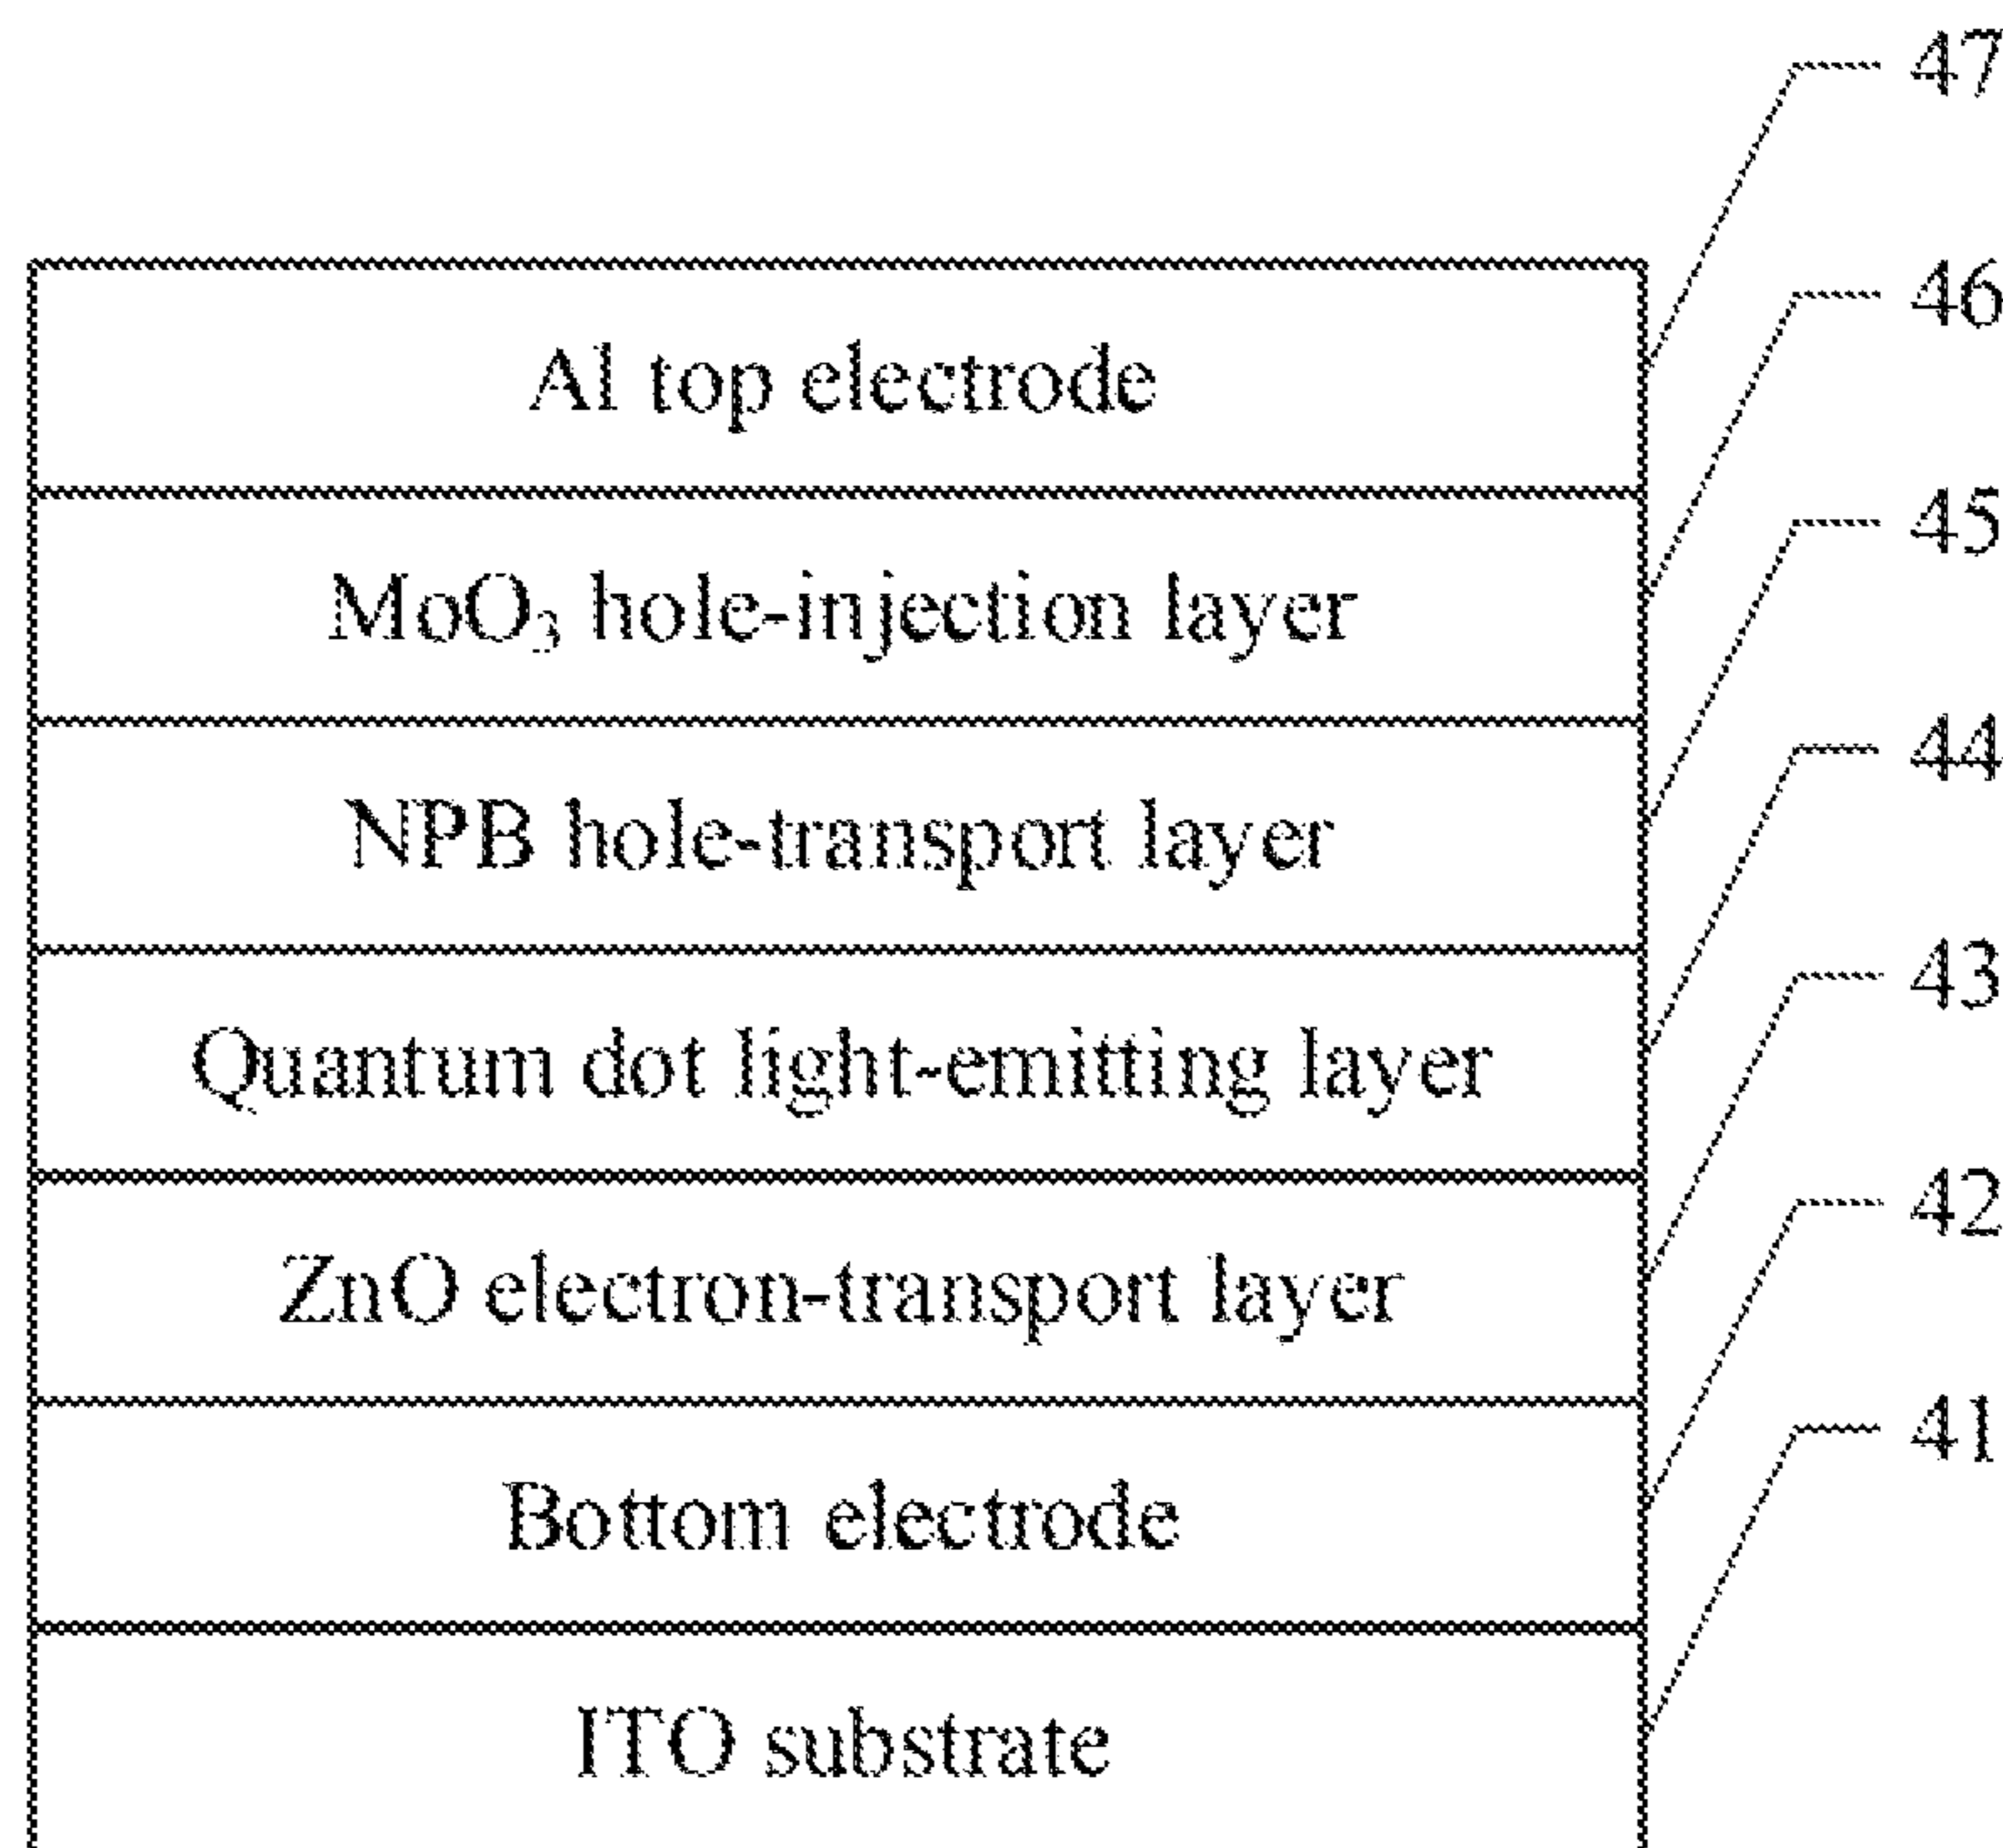 47
46
Al top electrode
45
MoO₃ hole-injection layer
44
NPB hole-transport layer
43
Quantum dot light-emitting layer
42
ZnO electron-transport layer
41
Bottom electrode
ITO substrate